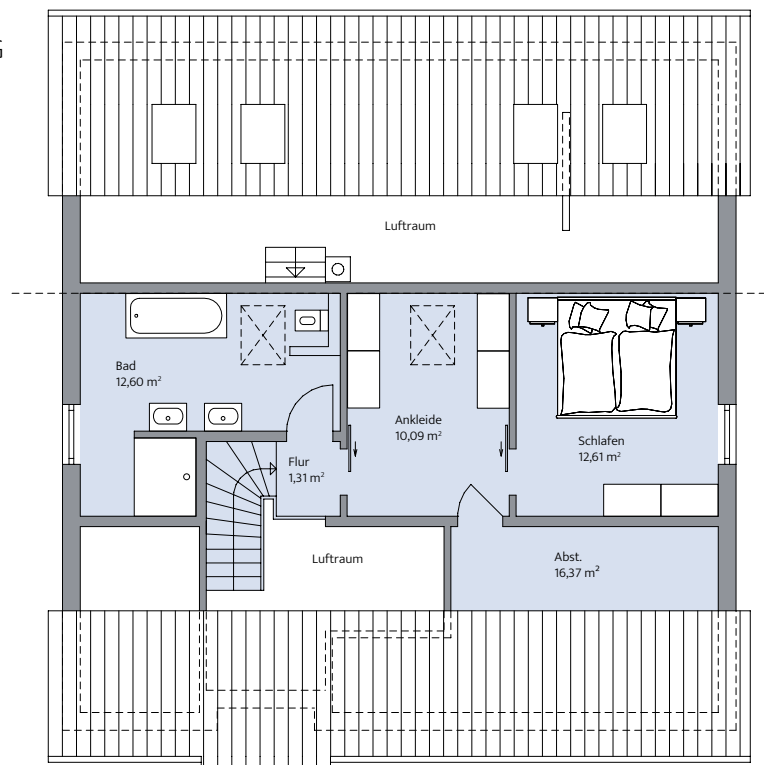 Luftraum
Bad
12,60 m²
Ankleide
10,09 m²
Schlafen
12,61 m²
Flur
1,31 m²
Luftraum
Abst.
16,37 m²